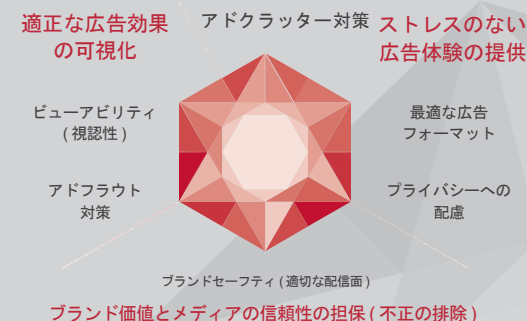 適正な広告効果
の可視化
アドクラッター対策
ストレスのない
広告体験の提供
ビューアビリティ
(視認性)
最適な広告
フォーマット
アドフラウト
対策
プライバシーへの
配慮
ブランドセーフティ(適切な配信面)
ブランド価値とメディアの信頼性の担保(不正の排除)